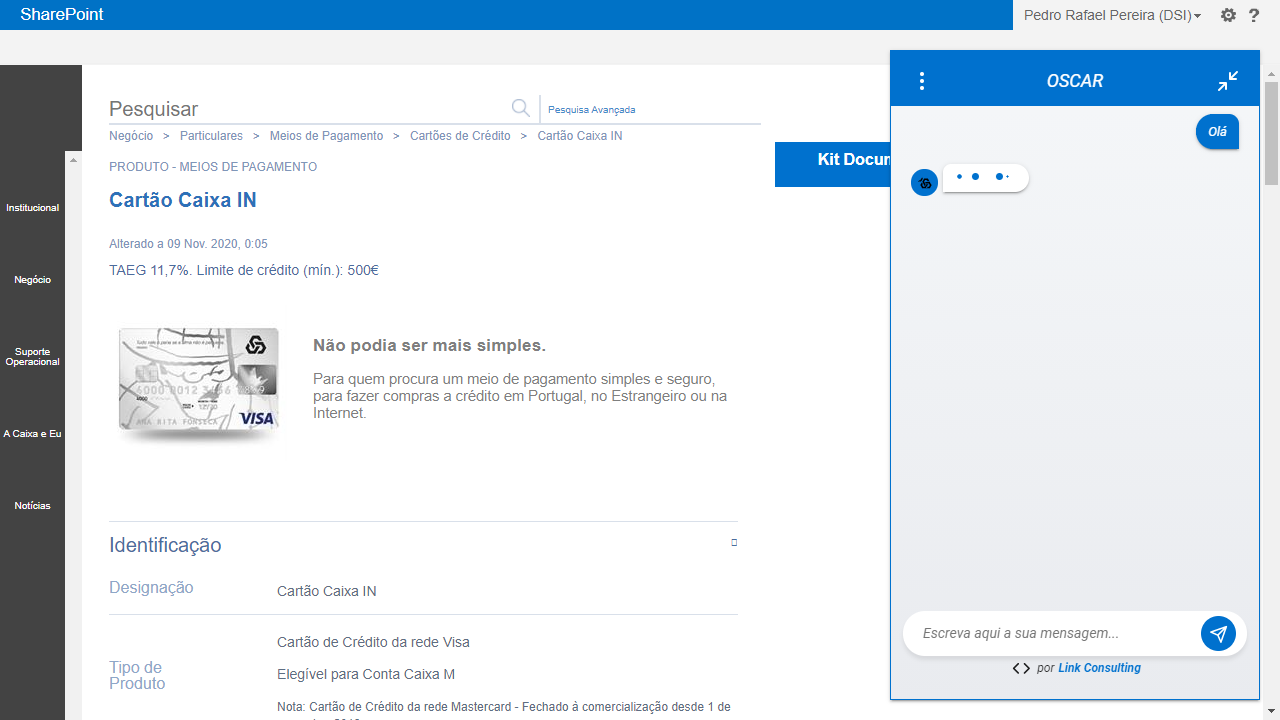 SharePoint
Pedro Rafael Pereira (DSI)
?
Pesquisar
Pesquisa Avançada
Negócio > Particulares > Meios de Pagamento > Cartões de Crédito > Cartão Caixa IN
PRODUTO - MEIOS DE PAGAMENTO
Kit Docur
Cartão Caixa IN
Alterado a 09 Nov. 2020, 0:05
TAEG 11,7%. Limite de crédito (mín.): 500€
Institucional
Negócio
Suporte
Operacional
A Caixa e Eu
Notícias
VISA
ANA RITA FONSECA
Não podia ser mais simples.
Para quem procura um meio de pagamento simples e seguro,
para fazer compras a crédito em Portugal, no Estrangeiro ou na
Internet.
Identificação
Designação
Cartão Caixa IN
Tipo de
Produto
Cartão de Crédito da rede Visa
Elegível para Conta Caixa M
Nota: Cartão de Crédito da rede Mastercard - Fechado à comercialização desde 1 de
OSCAR
Olá
Escreva aqui a sua mensagem...
por Link Consulting